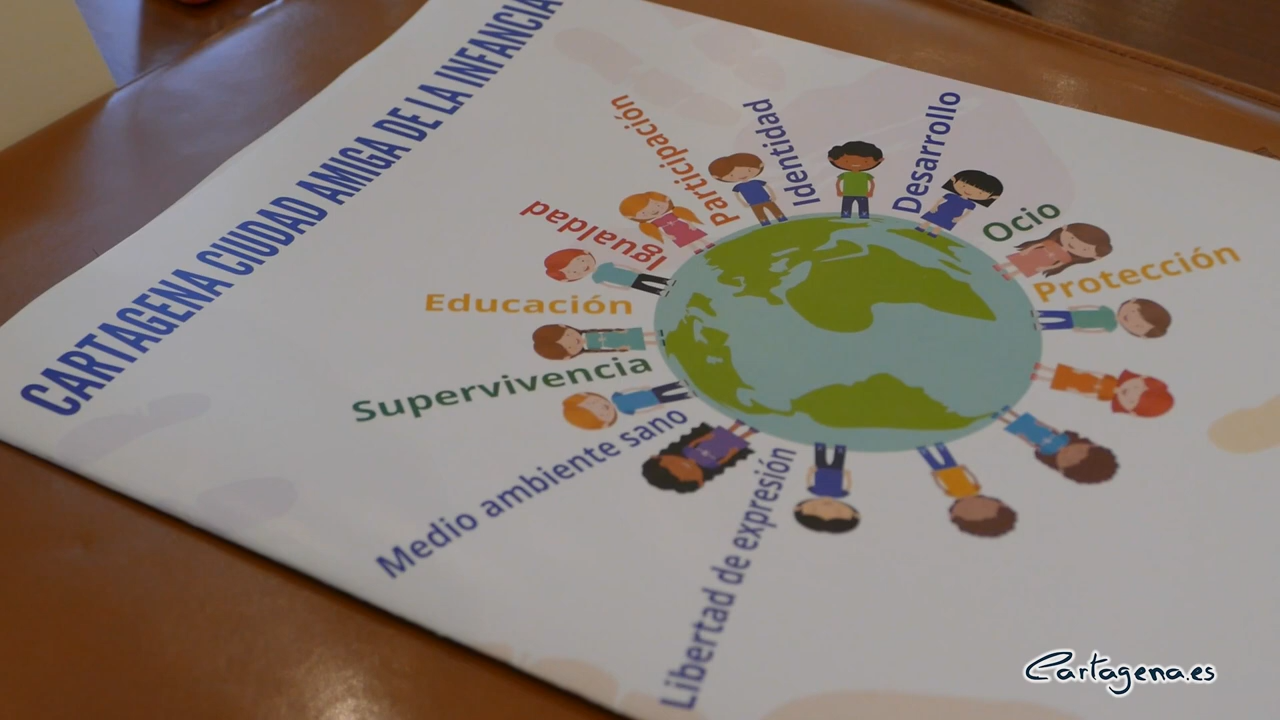 CARTAGENA CIUDAD AMIGA DE LA INFANCIA
Participación
Identidad
Desarrollo
Ocio
Protección
Igualdad
Educación
Supervivencia
Medio ambiente sano
Libertad de expresión
Cartagena.es